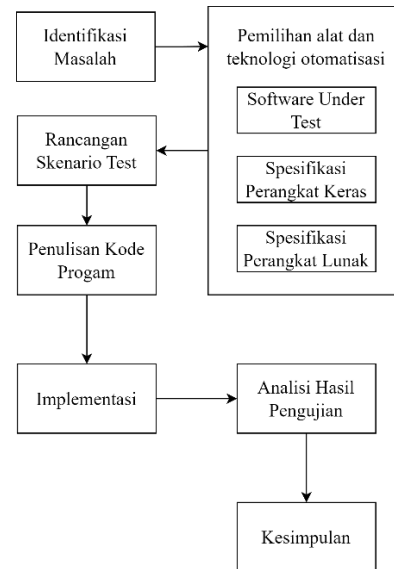 Identifikasi
Masalah
Pemilihan alat dan
teknologi otomatisasi
Software Under
Test
Spesifikasi
Perangkat Keras
Spesifikasi
Perangkat Lunak
Rancangan
Skenario Test
Penulisan Kode
Progam
Implementasi
Analisi Hasil
Pengujian
Kesimpulan